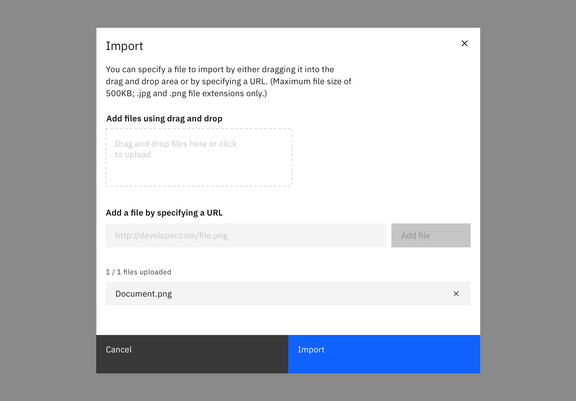 Import
You can specify a file to import by either dragging it into the
drag and drop area or by specifying a URL. (Maximum file size of
500KB; .jpg and .png file extensions only.)
Add files using drag and drop
Drag and drop files here or click
to upload
Add a file by specifying a URL
http://developer.com/file.png
Add file
1 / 1 files uploaded
Document.png
Cancel
Import